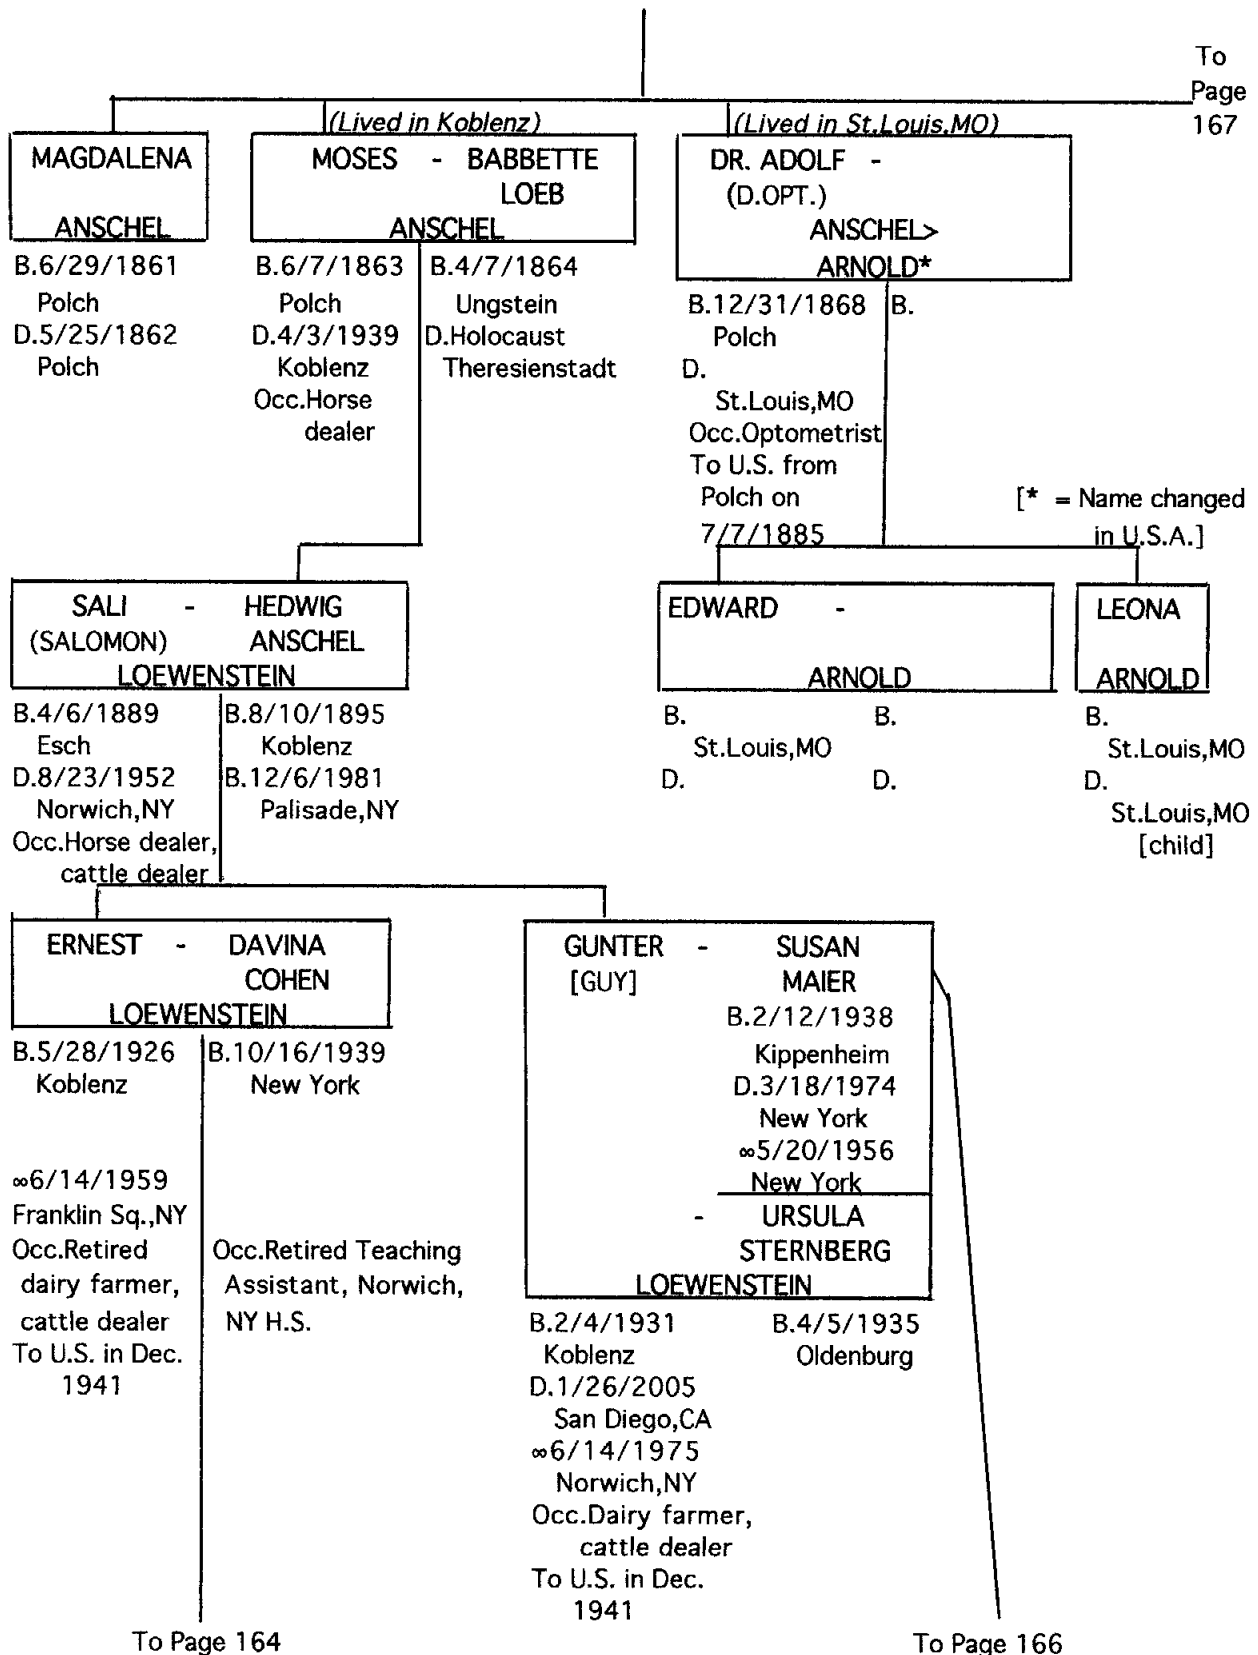 To
Page
167
(Lived in Koblenz)
(Lived in St.Louis,MO)
MAGDALENA
ANSCHEL
B.6/29/1861
Polch
D.5/25/1862
Polch
MOSES - BABBETTE
LOEB
ANSCHEL
B.6/7/1863
Polch
D.4/3/1939
Koblenz
Occ.Horse
dealer
B.4/7/1864
Ungstein
D.Holocaust
Theresienstadt
DR. ADOLF -
(D.OPT.)
ANSCHEL>
ARNOLD*
B.12/31/1868
Polch
D.
St.Louis,MO
Occ.Optometrist
To U.S. from
Polch on
7/7/1885
B.
[* = Name changed
in U.S.A.]
SALI - HEDWIG
(SALOMON) ANSCHEL
LOEWENSTEIN
B.4/6/1889
Esch
D.8/23/1952
Norwich,NY
Occ.Horse dealer,
cattle dealer
B.8/10/1895
Koblenz
B.12/6/1981
Palisade,NY
EDWARD -
ARNOLD
B.
St.Louis,MO
D.
B.
D.
LEONA
ARNOLD
B.
St.Louis,MO
D.
St.Louis,MO
[child]
ERNEST - DAVINA
COHEN
LOEWENSTEIN
B.5/28/1926
Koblenz
∞6/14/1959
Franklin Sq.,NY
Occ.Retired
dairy farmer,
cattle dealer
To U.S. in Dec.
1941
B.10/16/1939
New York
Occ.Retired Teaching
Assistant, Norwich,
NY H.S.
GUNTER - SUSAN
[GUY] MAIER
B.2/12/1938
Kippenheim
D.3/18/1974
New York
∞5/20/1956
New York
- URSULA
STERNBERG
LOEWENSTEIN
B.2/4/1931
Koblenz
D.1/26/2005
San Diego,CA
∞6/14/1975
Norwich,NY
Occ.Dairy farmer,
cattle dealer
To U.S. in Dec.
1941
B.4/5/1935
Oldenburg
To Page 164
To Page 166